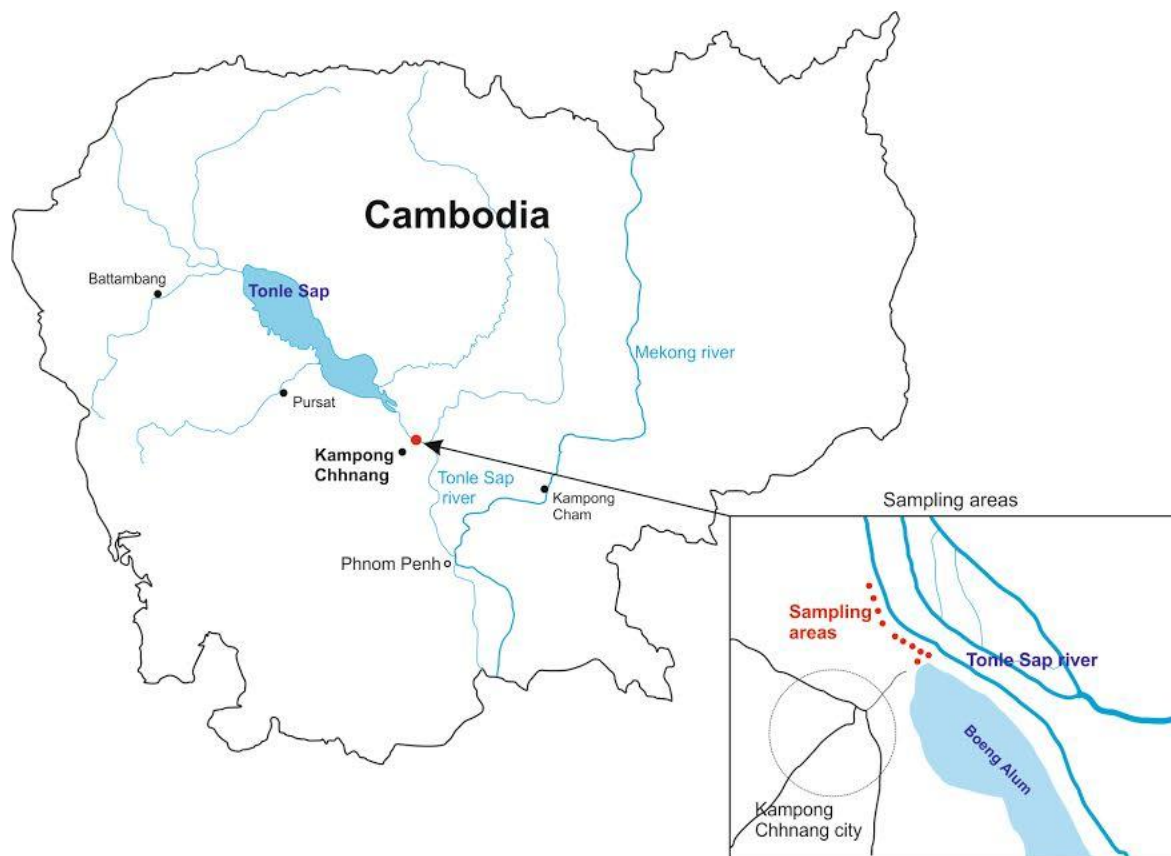 Cambodia
Tonle Sap
Battambang
Mekong river
Pursat
Kampong
Chhnang
Tonle Sap
river
Kampong
Cham
Phnom Penh
Sampling areas
Sampling
areas
Tonle Sap river
Boeng Alum
Kampong
Chhnang city